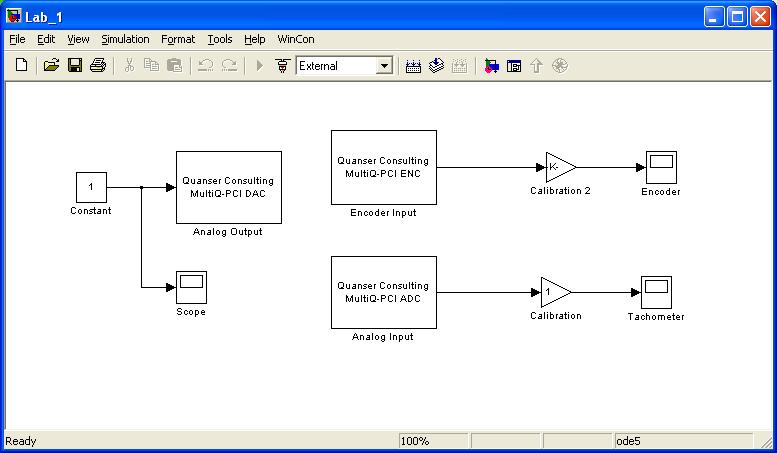 Lab_1
File Edit View Simulation Format Tools Help WinCon
External
1
Constant
Quanser Consulting
MultiQ-PCI DAC
Analog Output
Scope
Quanser Consulting
MultiQ-PCI ENC
Encoder Input
K-
Calibration 2
Encoder
Quanser Consulting
MultiQ-PCI ADC
Analog Input
1
Calibration
Tachometer
Ready 100% ode5